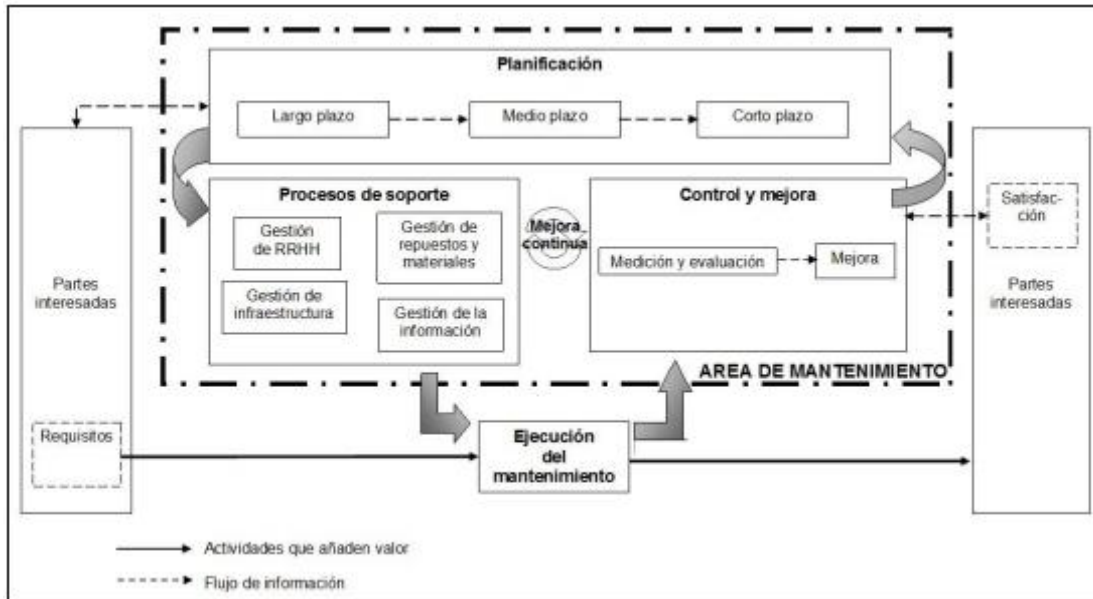 Planificación
Largo plazo
Medio plazo
Corto plazo
Partes
interesadas
Requisitos
Procesos de soporte
Gestión
de RRHH
Gestión de
repuestos y
materiales
Gestión de
infraestructura
Gestión de la
información
Mejora
continua
Control y mejora
Medición y evaluación
Mejora
Satisfac-
ción
Partes
interesadas
AREA DE MANTENIMIENTO
Ejecución
del
mantenimiento
Actividades que añaden valor
Flujo de información